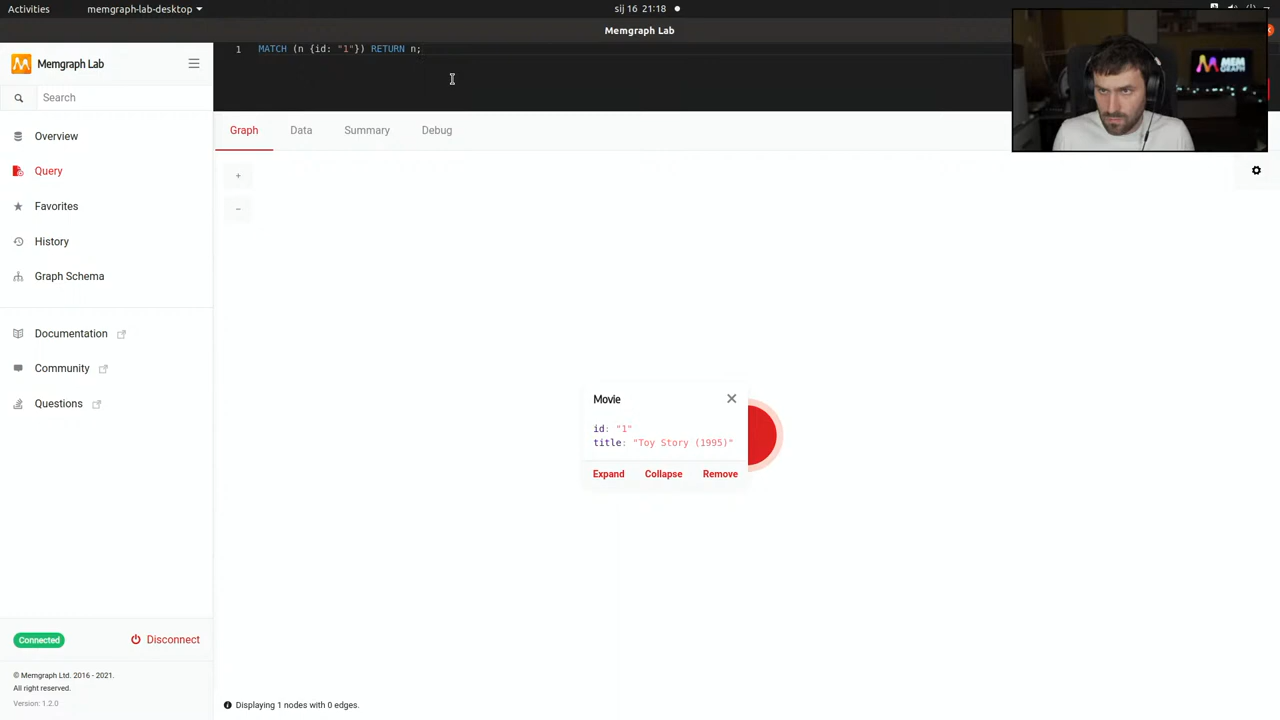 Activities
memgraph-lab-desktop
sij 16 21:18
Memgraph Lab
1 MATCH (n {id: "1"}) RETURN n;
Memgraph Lab
Search
Overview
Query
Favorites
History
Graph Schema
Documentation
Community
Questions
Connected
Disconnect
© Memgraph Ltd. 2016 - 2021.
All right reserved.
Version: 1.2.0
Graph
Data
Summary
Debug
+
−
Movie
id: "1"
title: "Toy Story (1995)"
Expand
Collapse
Remove
Displaying 1 nodes with 0 edges.
MEM
GRAPH